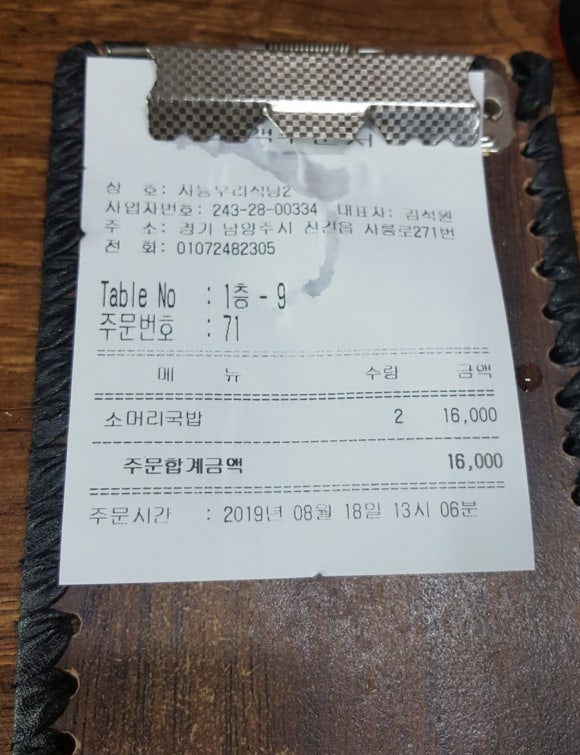 상 호: 사능우리식당2
사업자번호: 243-28-00334 대표자: 김석원
주 소: 경기 남양주시 진건읍 사릉로271번
전 화: 01072482305
Table No : 1층 - 9
주문번호 : 71
메 뉴 수량 금액
소머리국밥 2 16,000
주문합계금액 16,000
주문시간 : 2019년 08월 18일 13시 06분